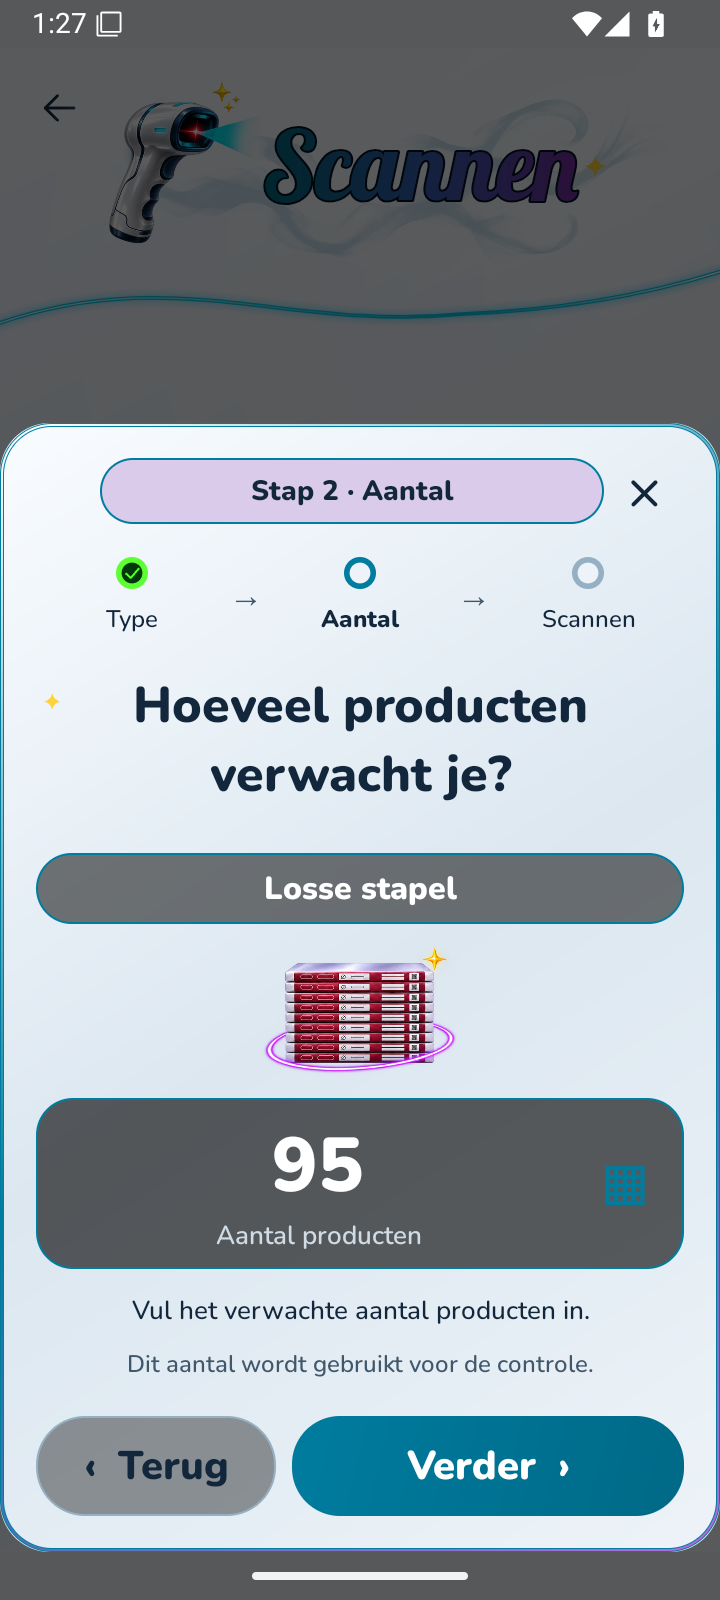 1:27
Scannen
Stap 2 · Aantal
Type → Aantal → Scannen
Hoeveel producten
verwacht je?
Losse stapel
95
Aantal producten
Vul het verwachte aantal producten in.
Dit aantal wordt gebruikt voor de controle.
‹ Terug
Verder ›